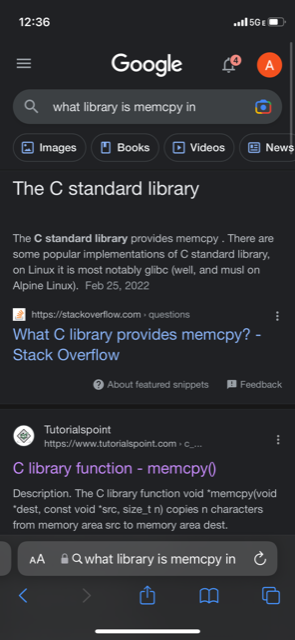 12:36
5G E
Google
4
A
what library is memcpy in
Images
Books
Videos
News
The C standard library
The C standard library provides memcpy . There are
some popular implementations of C standard library,
on Linux it is most notably glibc (well, and musl on
Alpine Linux). Feb 25, 2022
https://stackoverflow.com › questions
What C library provides memcpy? -
Stack Overflow
About featured snippets
Feedback
Tutorialspoint
https://www.tutorialspoint.com › c_...
C library function - memcpy()
Description. The C library function void *memcpy(void
*dest, const void *src, size_t n) copies n characters
from memory area src to memory area dest.
AA what library is memcpy in